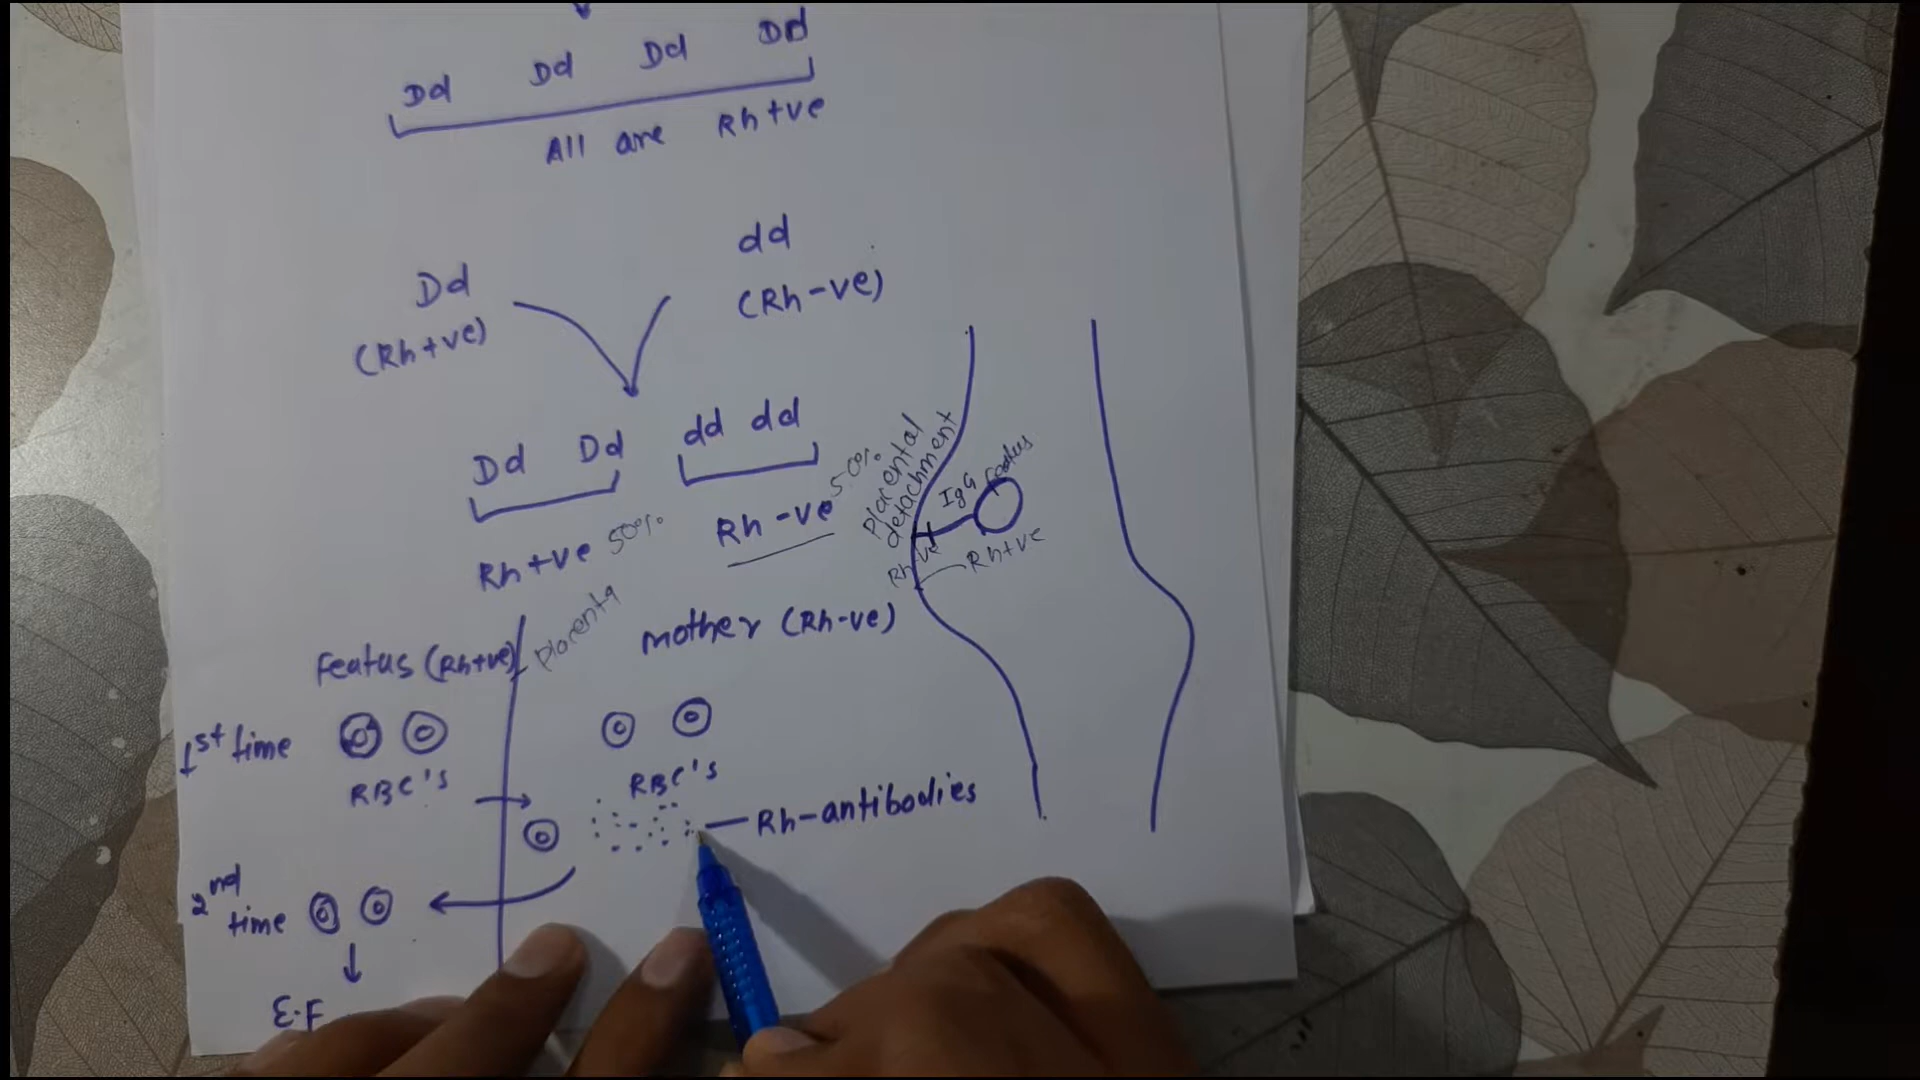 Dd Dd Dd Dd
All are Rh+ve
Dd
(Rh+ve)
dd
(Rh-ve)
Dd Dd dd dd
Rh+ve 50%
Rh-ve 50%
Placental
detachment
IgG
Rh-ve
Rh+ve
Featus (Rh+ve)
Placenta
mother (Rh-ve)
1st time
RBC's
RBC's
Rh-antibodies
2nd
time
E.F